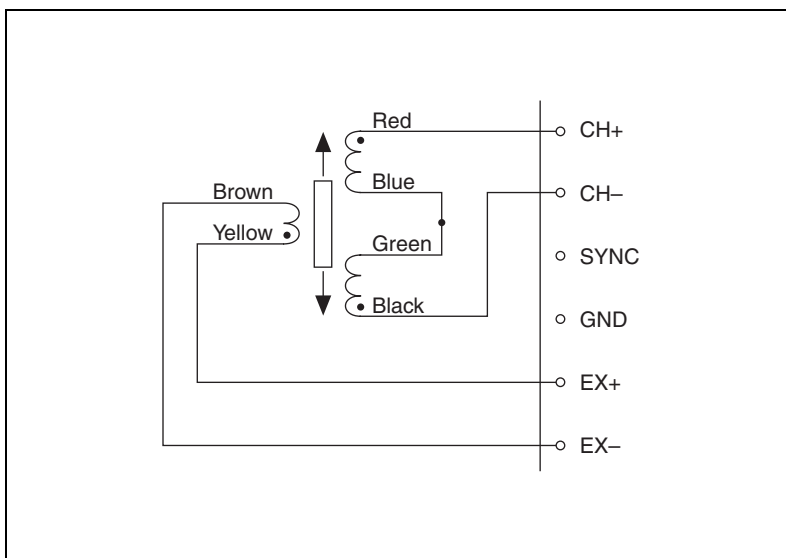 Red
CH+
Blue
CH–
Brown
Yellow
Green
SYNC
Black
GND
EX+
EX–